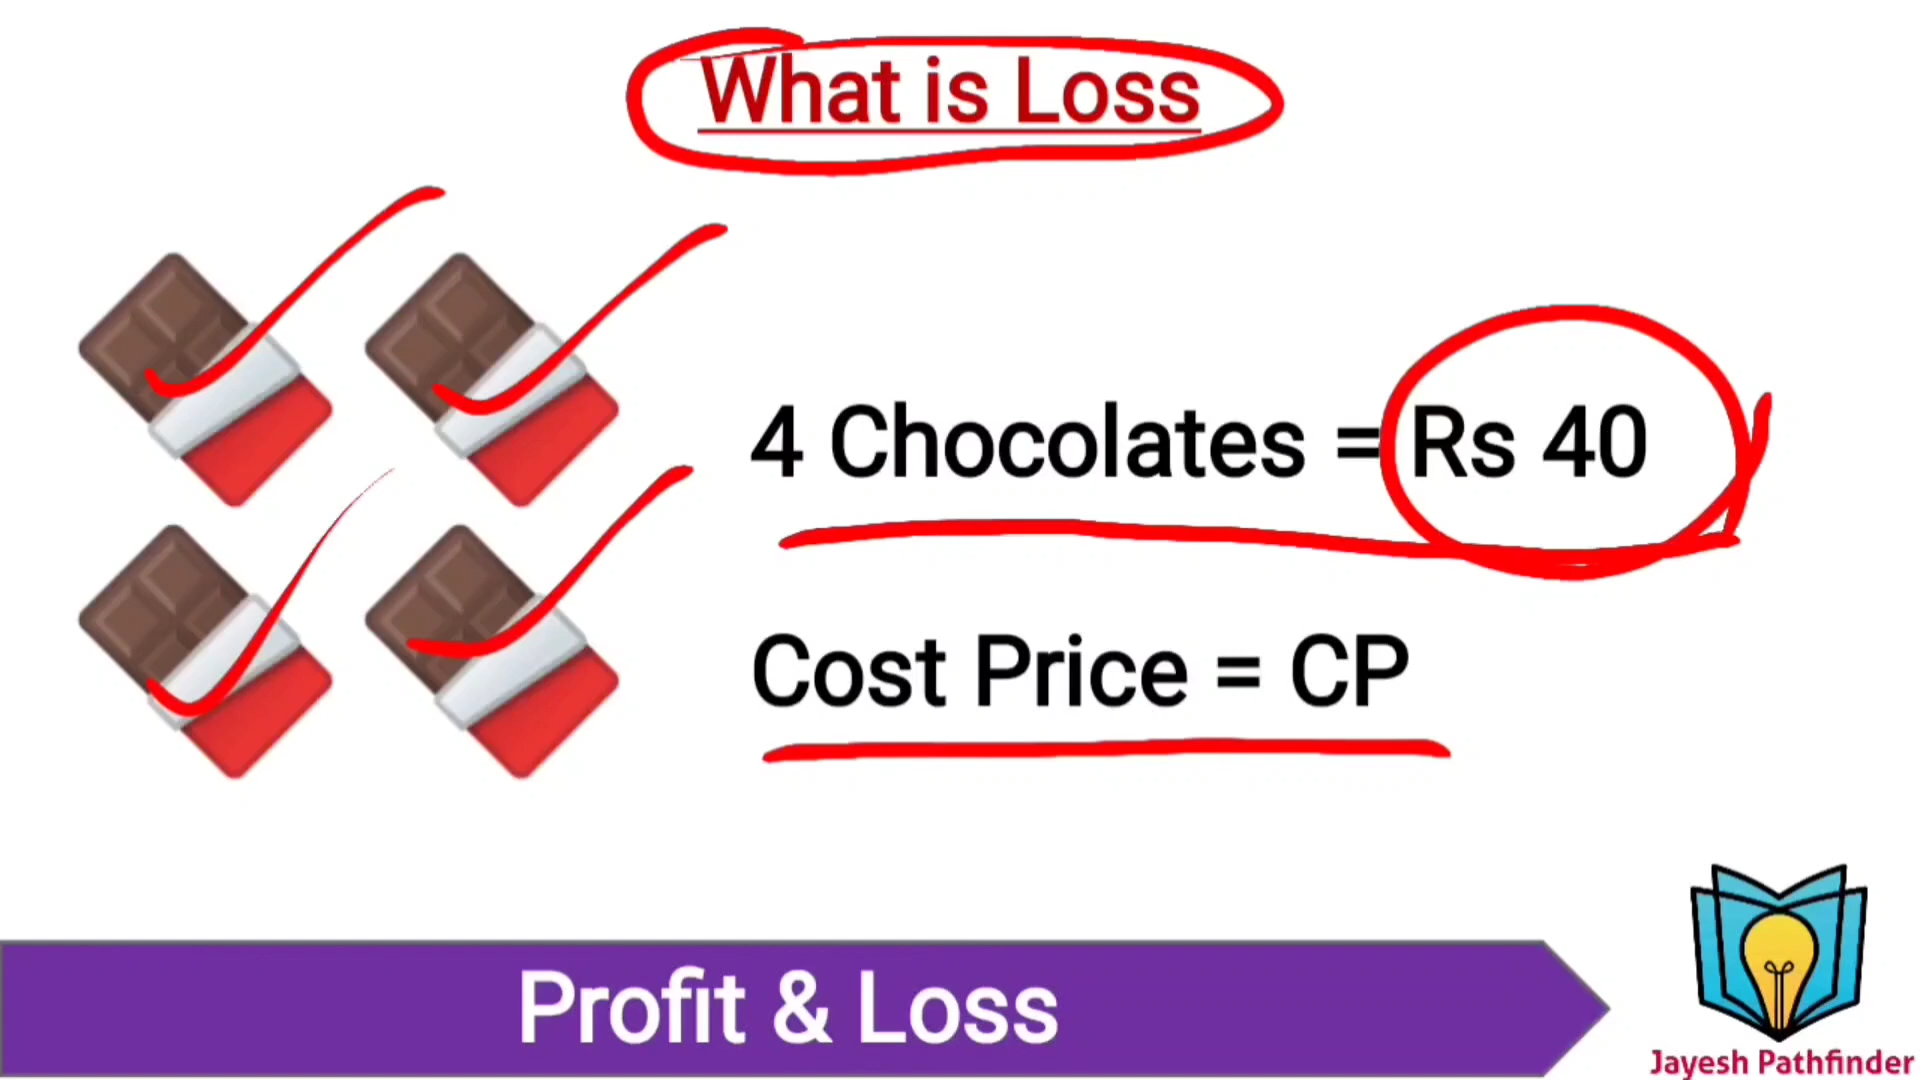 What is Loss
4 Chocolates = Rs 40
Cost Price = CP
Profit & Loss
Jayesh Pathfinder